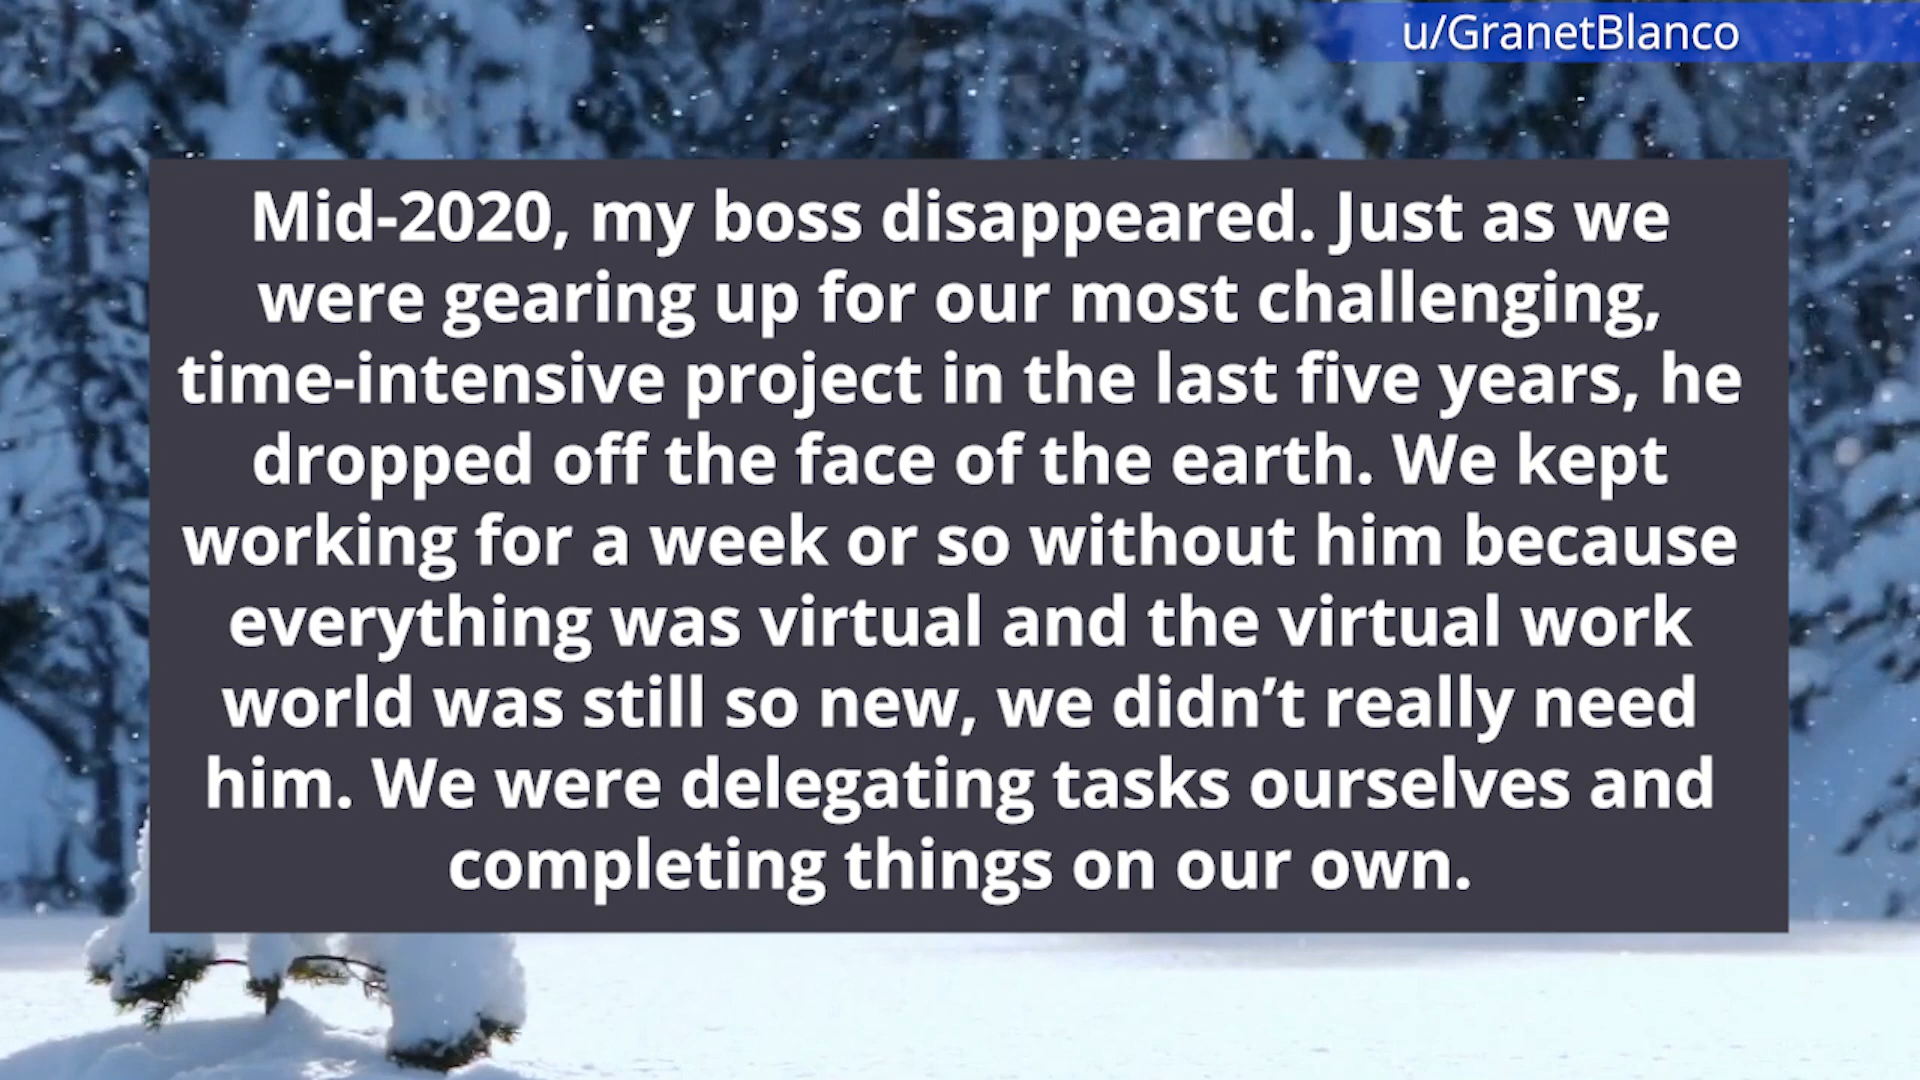 u/GranetBlanco
Mid-2020, my boss disappeared. Just as we
were gearing up for our most challenging,
time-intensive project in the last five years, he
dropped off the face of the earth. We kept
working for a week or so without him because
everything was virtual and the virtual work
world was still so new, we didn’t really need
him. We were delegating tasks ourselves and
completing things on our own.